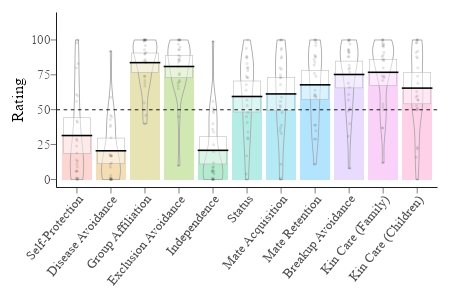 Rating
100
75
50
25
0
Self-Protection
Disease Avoidance
Group Affiliation
Exclusion Avoidance
Independence
Status
Mate Acquisition
Mate Retention
Breakup Avoidance
Kin Care (Family)
Kin Care (Children)